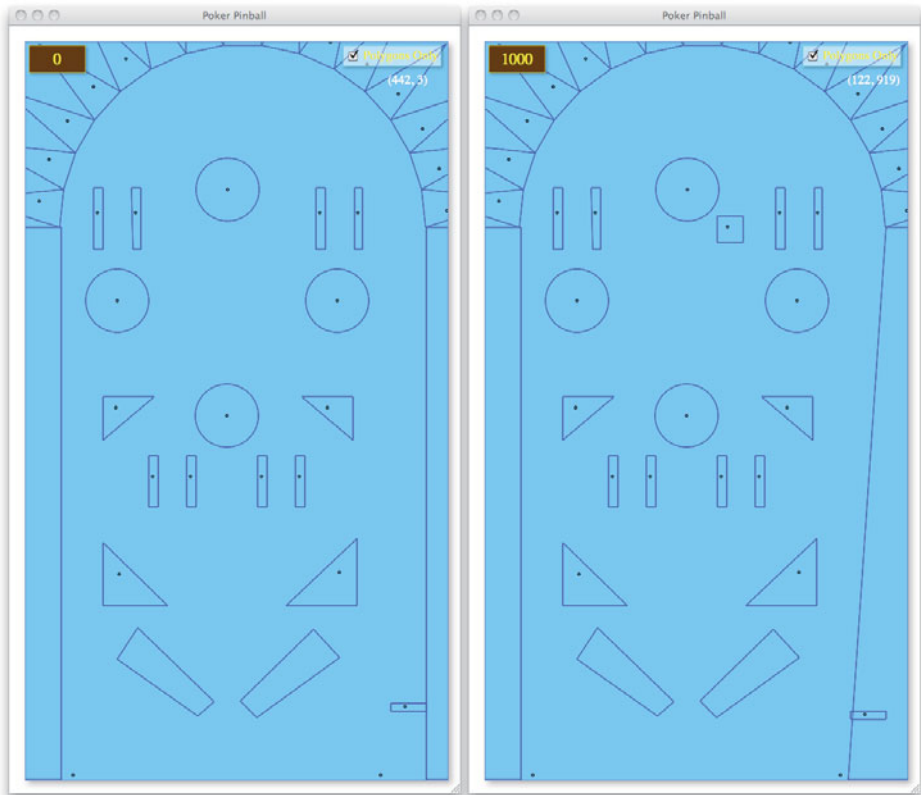 Poker Pinball
0
Polygons Only
(442, 3)
Poker Pinball
1000
Polygons Only
(122, 919)